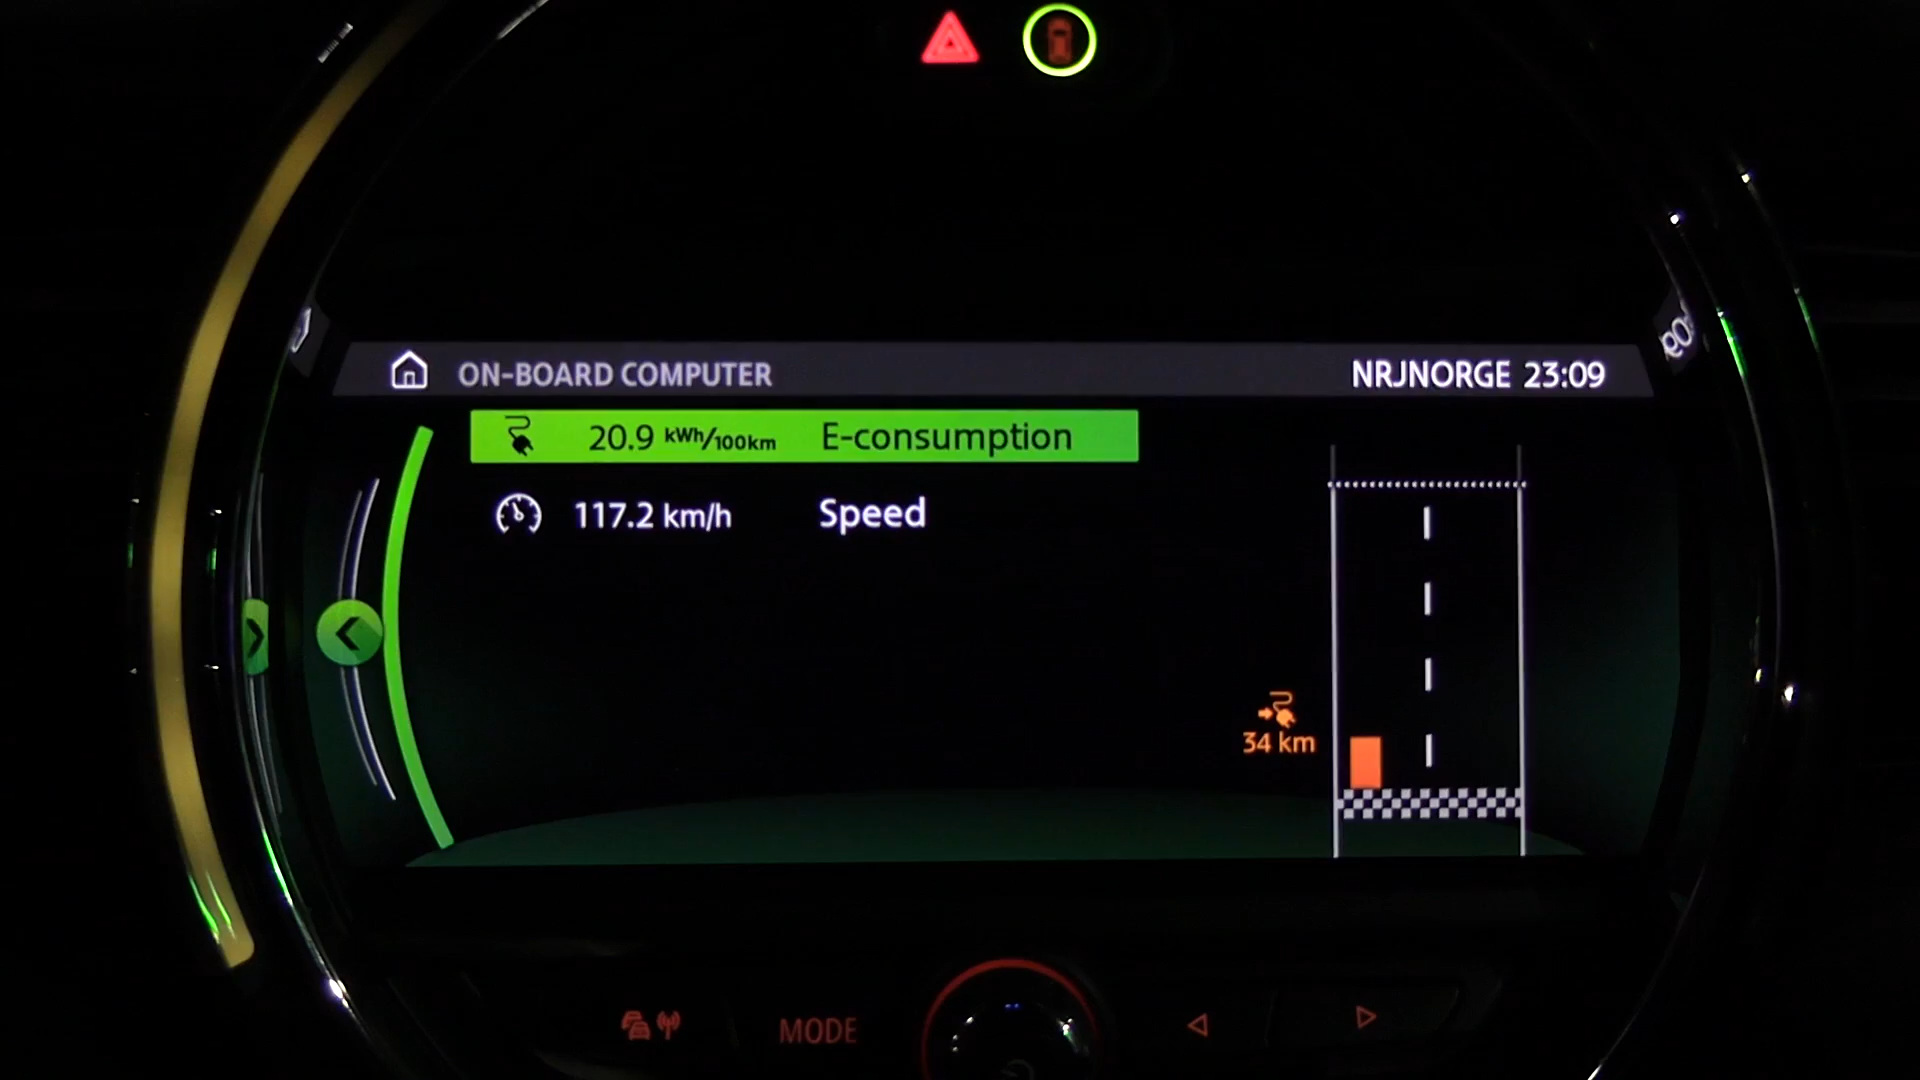 ON-BOARD COMPUTER NRJNORGE 23:09
20.9 kWh/100km E-consumption
117.2 km/h Speed
34 km
MODE